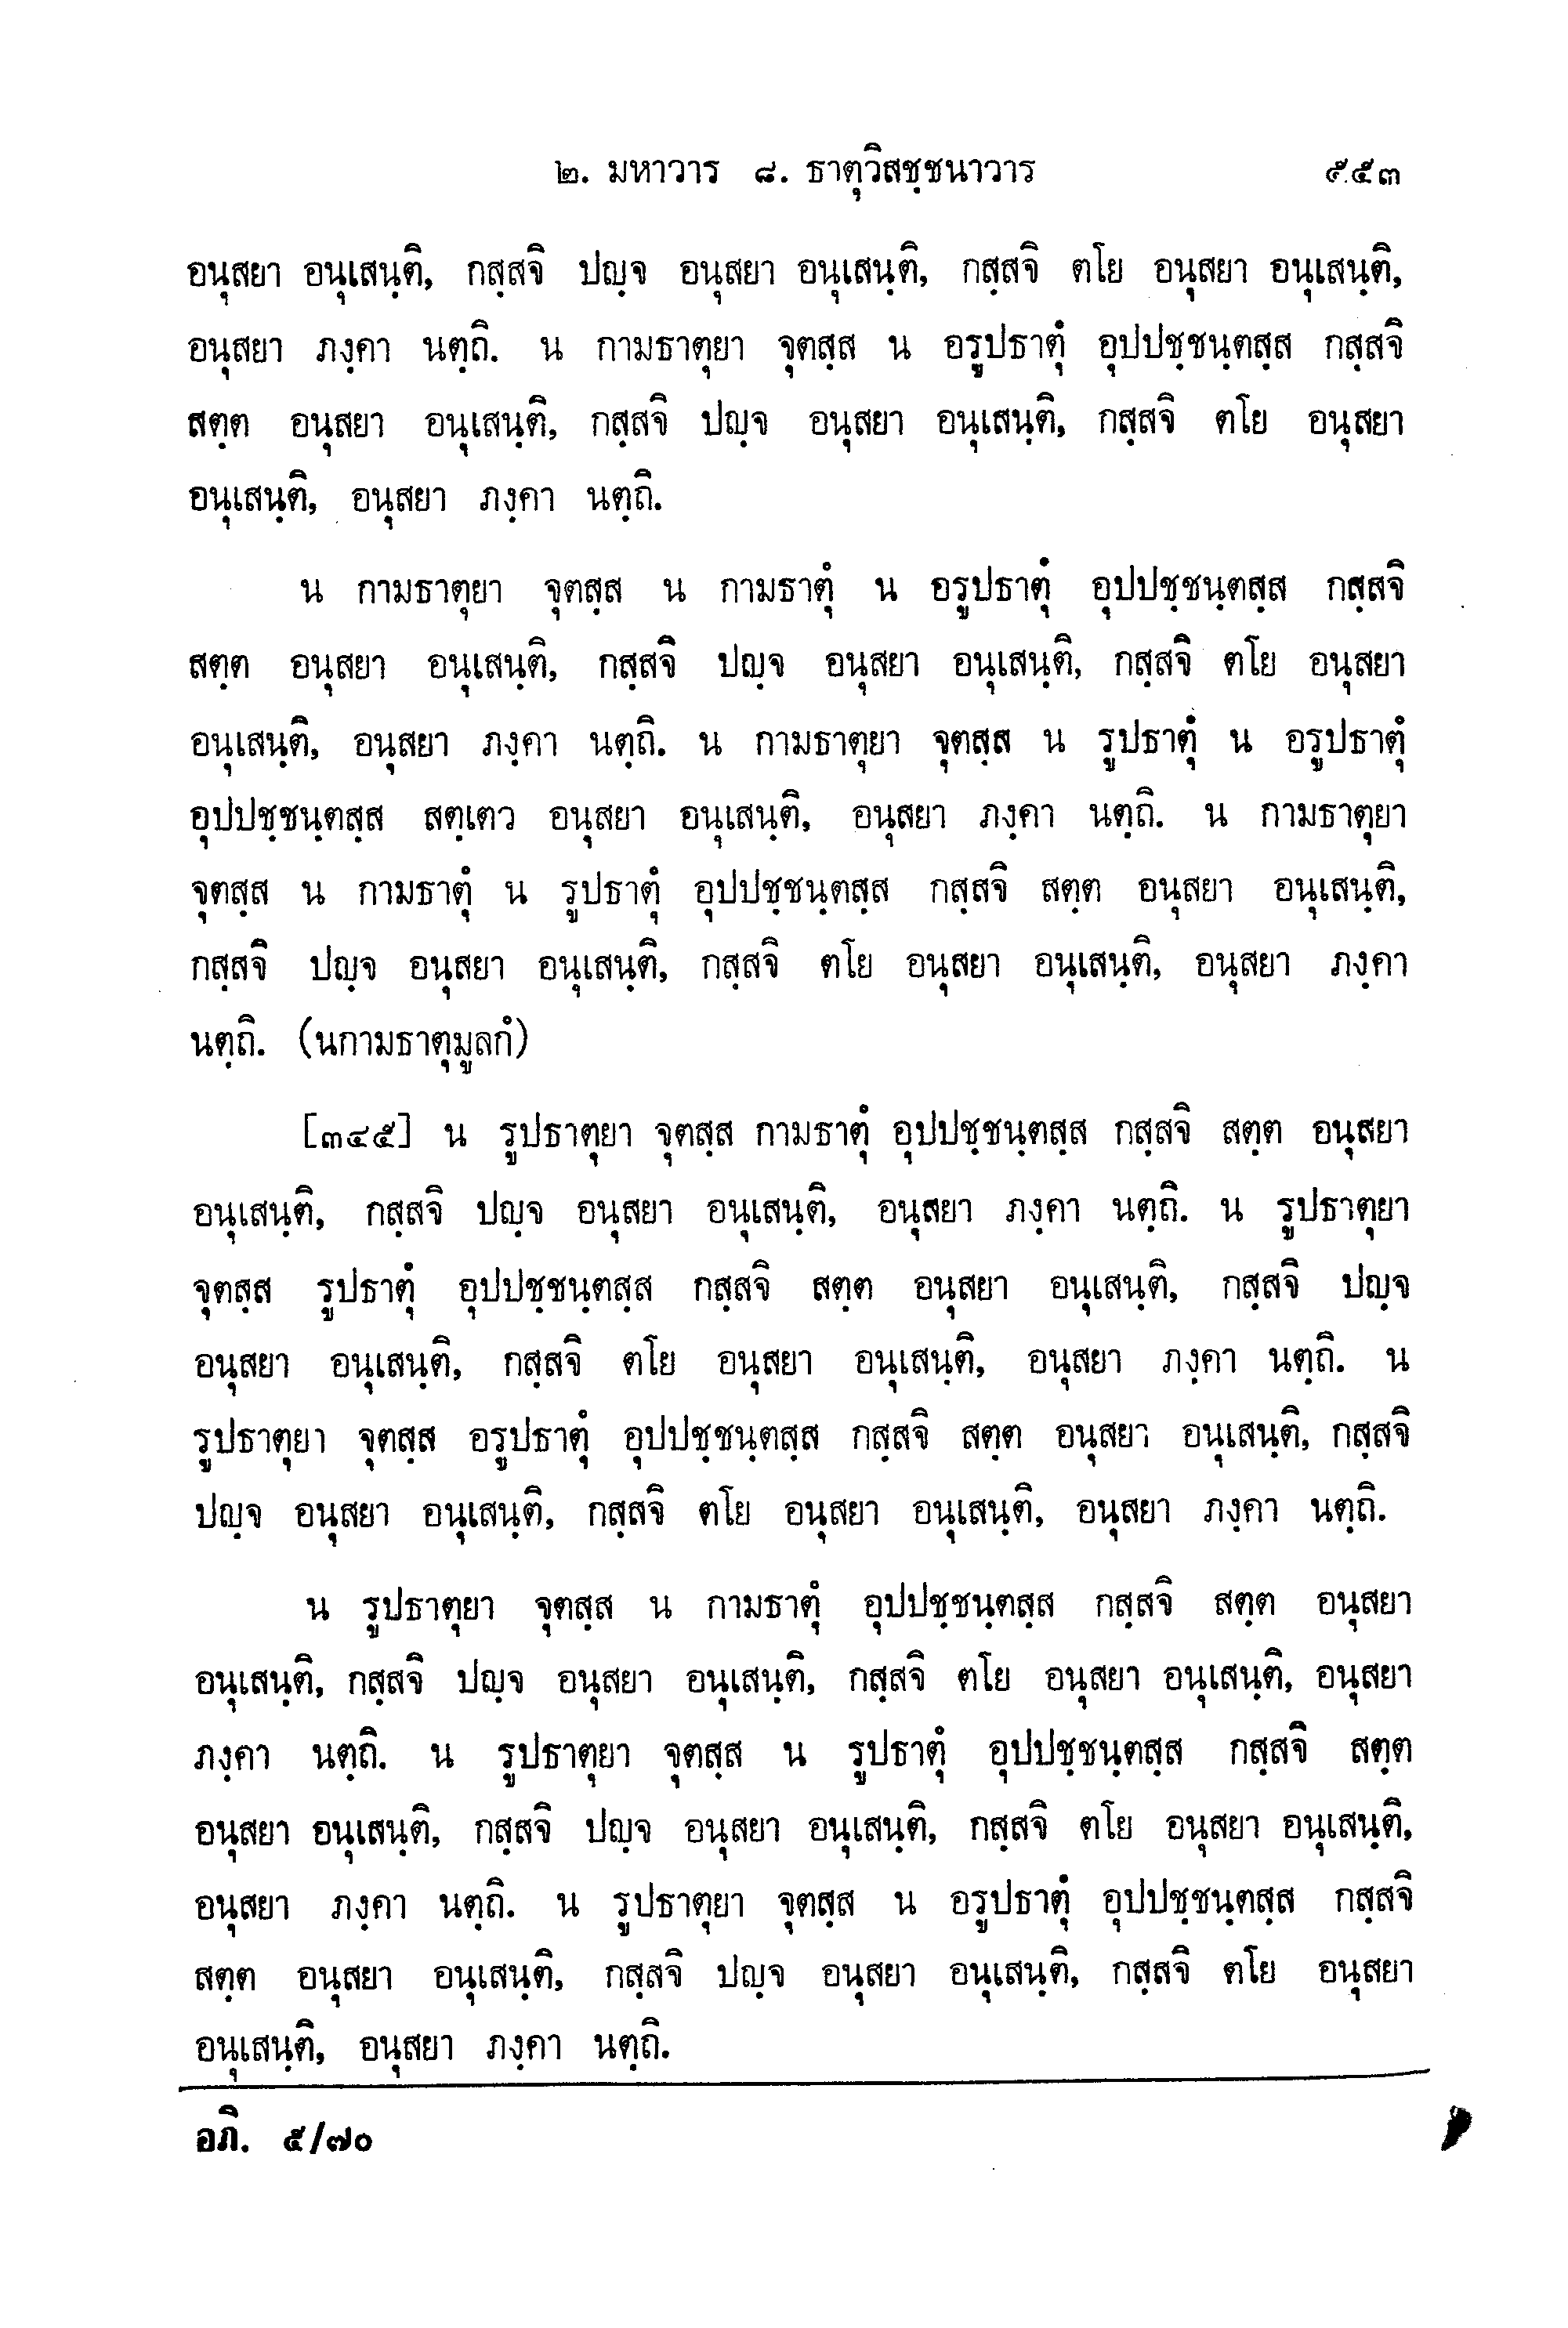 ๒. มหาวาร ๘. ธาตุวิสชฺชนาวาร ๕๕๓
อนุสยา อนุเสนฺติ, กสฺสจิ ปญฺจ อนุสยา อนุเสนฺติ, กสฺสจิ ตโย อนุสยา อนุเสนฺติ,
อนุสยา ภงฺคา นตฺถิ. น กามธาตุยา จุตสฺส น อรูปธาตุํ อุปปชฺชนฺตสฺส กสฺสจิ
สตฺต อนุสยา อนุเสนฺติ, กสฺสจิ ปญฺจ อนุสยา อนุเสนฺติ, กสฺสจิ ตโย อนุสยา
อนุเสนฺติ, อนุสยา ภงฺคา นตฺถิ.
น กามธาตุยา จุตสฺส น กามธาตุํ น อรูปธาตุํ อุปปชฺชนฺตสฺส กสฺสจิ
สตฺต อนุสยา อนุเสนฺติ, กสฺสจิ ปญฺจ อนุสยา อนุเสนฺติ, กสฺสจิ ตโย อนุสยา
อนุเสนฺติ, อนุสยา ภงฺคา นตฺถิ. น กามธาตุยา จุตสฺส น รูปธาตุํ น อรูปธาตุํ
อุปปชฺชนฺตสฺส สตฺเตว อนุสยา อนุเสนฺติ, อนุสยา ภงฺคา นตฺถิ. น กามธาตุยา
จุตสฺส น กามธาตุํ น รูปธาตุํ อุปปชฺชนฺตสฺส กสฺสจิ สตฺต อนุสยา อนุเสนฺติ,
กสฺสจิ ปญฺจ อนุสยา อนุเสนฺติ, กสฺสจิ ตโย อนุสยา อนุเสนฺติ, อนุสยา ภงฺคา
นตฺถิ. (นกามธาตุมูลกํ)
[๓๔๕] น รูปธาตุยา จุตสฺส กามธาตุํ อุปปชฺชนฺตสฺส กสฺสจิ สตฺต อนุสยา
อนุเสนฺติ, กสฺสจิ ปญฺจ อนุสยา อนุเสนฺติ, อนุสยา ภงฺคา นตฺถิ. น รูปธาตุยา
จุตสฺส รูปธาตุํ อุปปชฺชนฺตสฺส กสฺสจิ สตฺต อนุสยา อนุเสนฺติ, กสฺสจิ ปญฺจ
อนุสยา อนุเสนฺติ, กสฺสจิ ตโย อนุสยา อนุเสนฺติ, อนุสยา ภงฺคา นตฺถิ. น
รูปธาตุยา จุตสฺส อรูปธาตุํ อุปปชฺชนฺตสฺส กสฺสจิ สตฺต อนุสยา อนุเสนฺติ, กสฺสจิ
ปญฺจ อนุสยา อนุเสนฺติ, กสฺสจิ ตโย อนุสยา อนุเสนฺติ, อนุสยา ภงฺคา นตฺถิ.
น รูปธาตุยา จุตสฺส น กามธาตุํ อุปปชฺชนฺตสฺส กสฺสจิ สตฺต อนุสยา
อนุเสนฺติ, กสฺสจิ ปญฺจ อนุสยา อนุเสนฺติ, กสฺสจิ ตโย อนุสยา อนุเสนฺติ, อนุสยา
ภงฺคา นตฺถิ. น รูปธาตุยา จุตสฺส น รูปธาตุํ อุปปชฺชนฺตสฺส กสฺสจิ สตฺต
อนุสยา อนุเสนฺติ, กสฺสจิ ปญฺจ อนุสยา อนุเสนฺติ, กสฺสจิ ตโย อนุสยา อนุเสนฺติ,
อนุสยา ภงฺคา นตฺถิ. น รูปธาตุยา จุตสฺส น อรูปธาตุํ อุปปชฺชนฺตสฺส กสฺสจิ
สตฺต อนุสยา อนุเสนฺติ, กสฺสจิ ปญฺจ อนุสยา อนุเสนฺติ, กสฺสจิ ตโย อนุสยา
อนุเสนฺติ, อนุสยา ภงฺคา นตฺถิ.
อภิ. ๕/๗๐